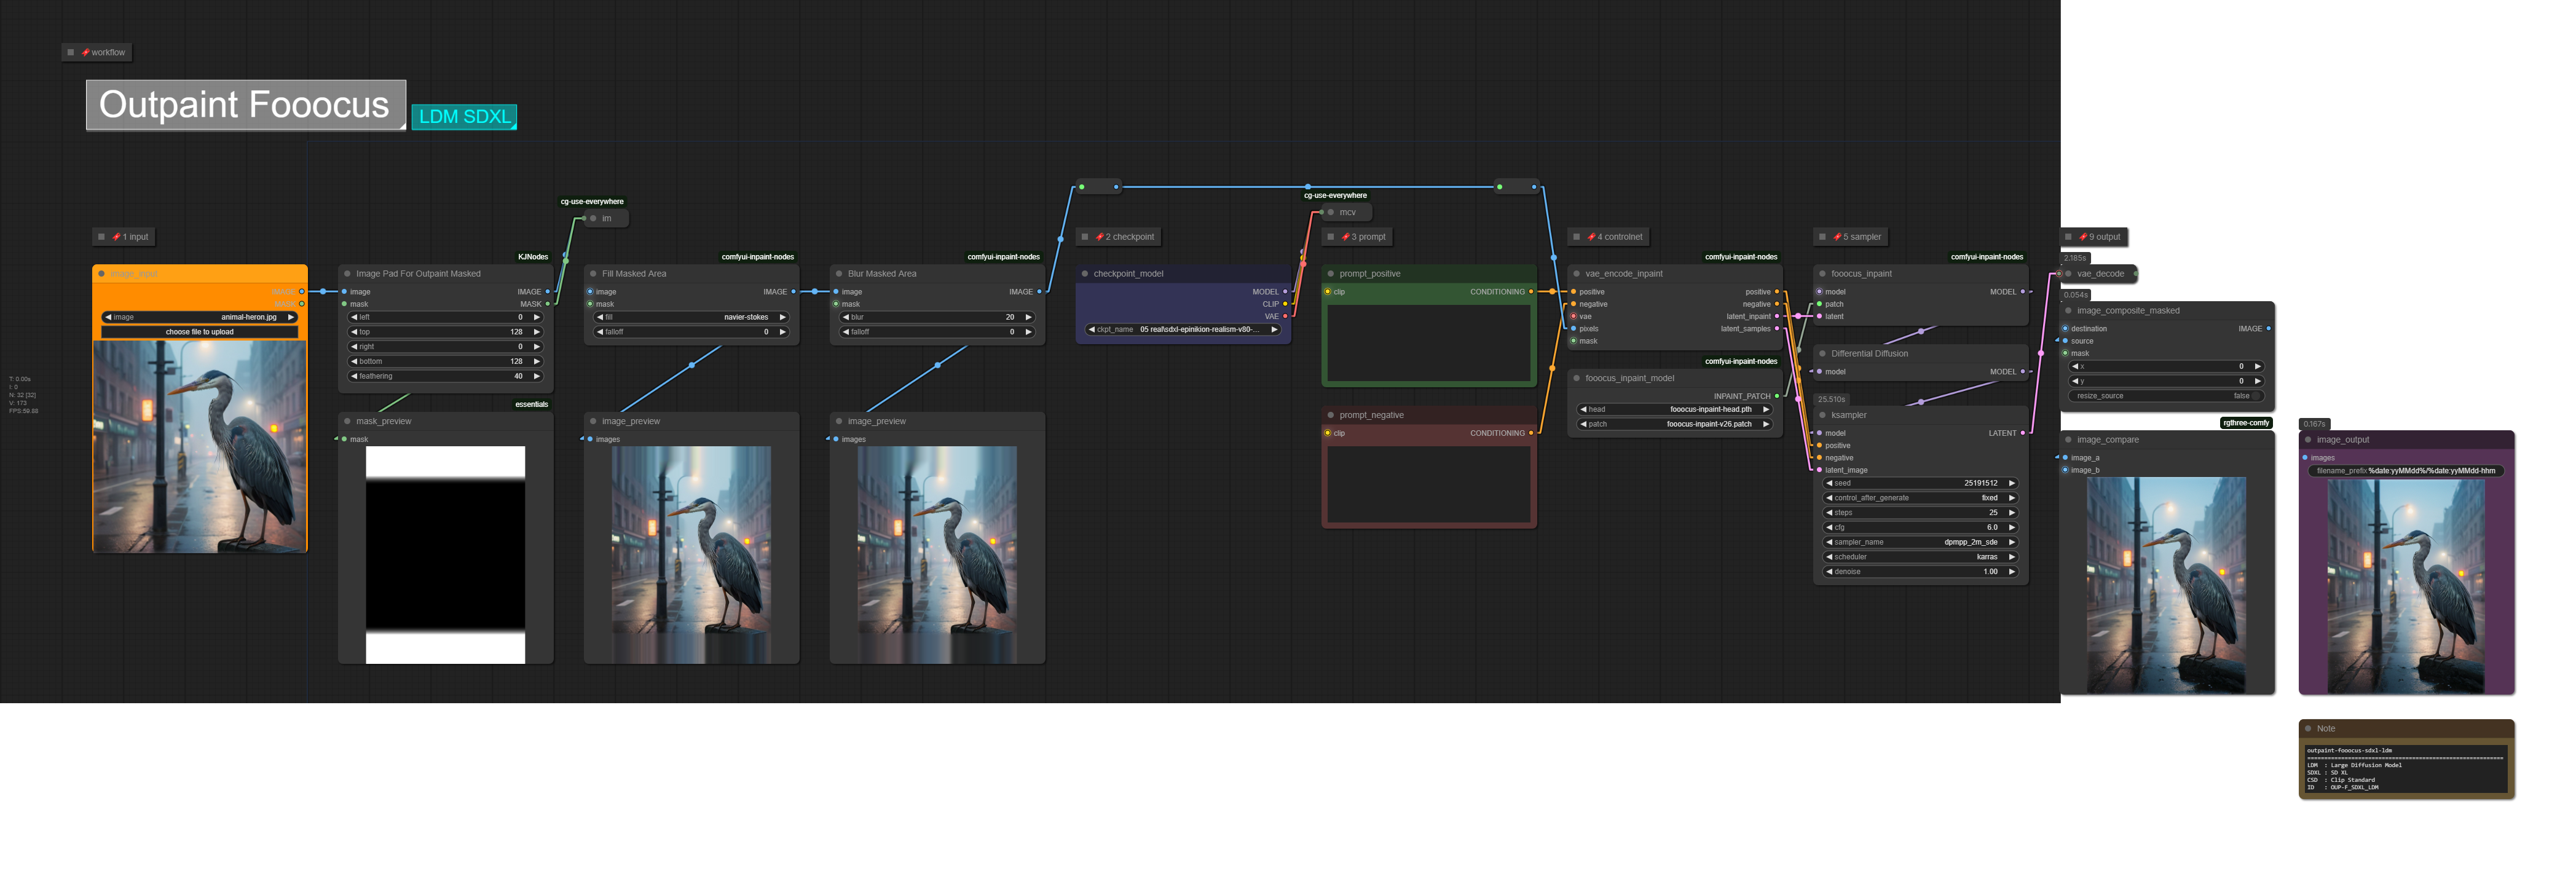 workflow
Outpaint Fooocus
LDM SDXL
T: 0.00s
I: 0
N: 32 [32]
V: 173
FPS:59.88
1 input
image_input
IMAGE
MASK
image animal-heron.jpg
choose file to upload
cg-use-everywhere
im
KJNodes
Image Pad For Outpaint Masked
image IMAGE
mask MASK
left 0
top 128
right 0
bottom 128
feathering 40
essentials
mask_preview
mask
comfyui-inpaint-nodes
Fill Masked Area
image IMAGE
mask
fill navier-stokes
falloff 0
image_preview
images
comfyui-inpaint-nodes
Blur Masked Area
image IMAGE
mask
blur 20
falloff 0
image_preview
images
2 checkpoint
checkpoint_model
MODEL
CLIP
VAE
ckpt_name 05 real\sdxl-epinikion-realism-v80-...
cg-use-everywhere
mcv
3 prompt
prompt_positive
clip CONDITIONING
prompt_negative
clip CONDITIONING
4 controlnet
comfyui-inpaint-nodes
vae_encode_inpaint
positive positive
negative negative
vae latent_inpaint
pixels latent_samples
mask
comfyui-inpaint-nodes
fooocus_inpaint_model
INPAINT_PATCH
head fooocus-inpaint-head.pth
patch fooocus-inpaint-v26.patch
5 sampler
comfyui-inpaint-nodes
fooocus_inpaint
model MODEL
patch
latent
Differential Diffusion
model MODEL
25.510s
ksampler
model LATENT
positive
negative
latent_image
seed 25191512
control_after_generate fixed
steps 25
cfg 6.0
sampler_name dpmpp_2m_sde
scheduler karras
denoise 1.00
9 output
2.185s
vae_decode
0.054s
image_composite_masked
destination IMAGE
source
mask
x 0
y 0
resize_source false
rgthree-comfy
image_compare
image_a
image_b
0.167s
image_output
images
filename_prefix %date:yyMMdd%/%date:yyMMdd-hhm
Note
outpaint-fooocus-sdxl-ldm
LDM : Large Diffusion Model
SDXL : SD XL
CSD : Clip Standard
ID : OUP-F_SDXL_LDM